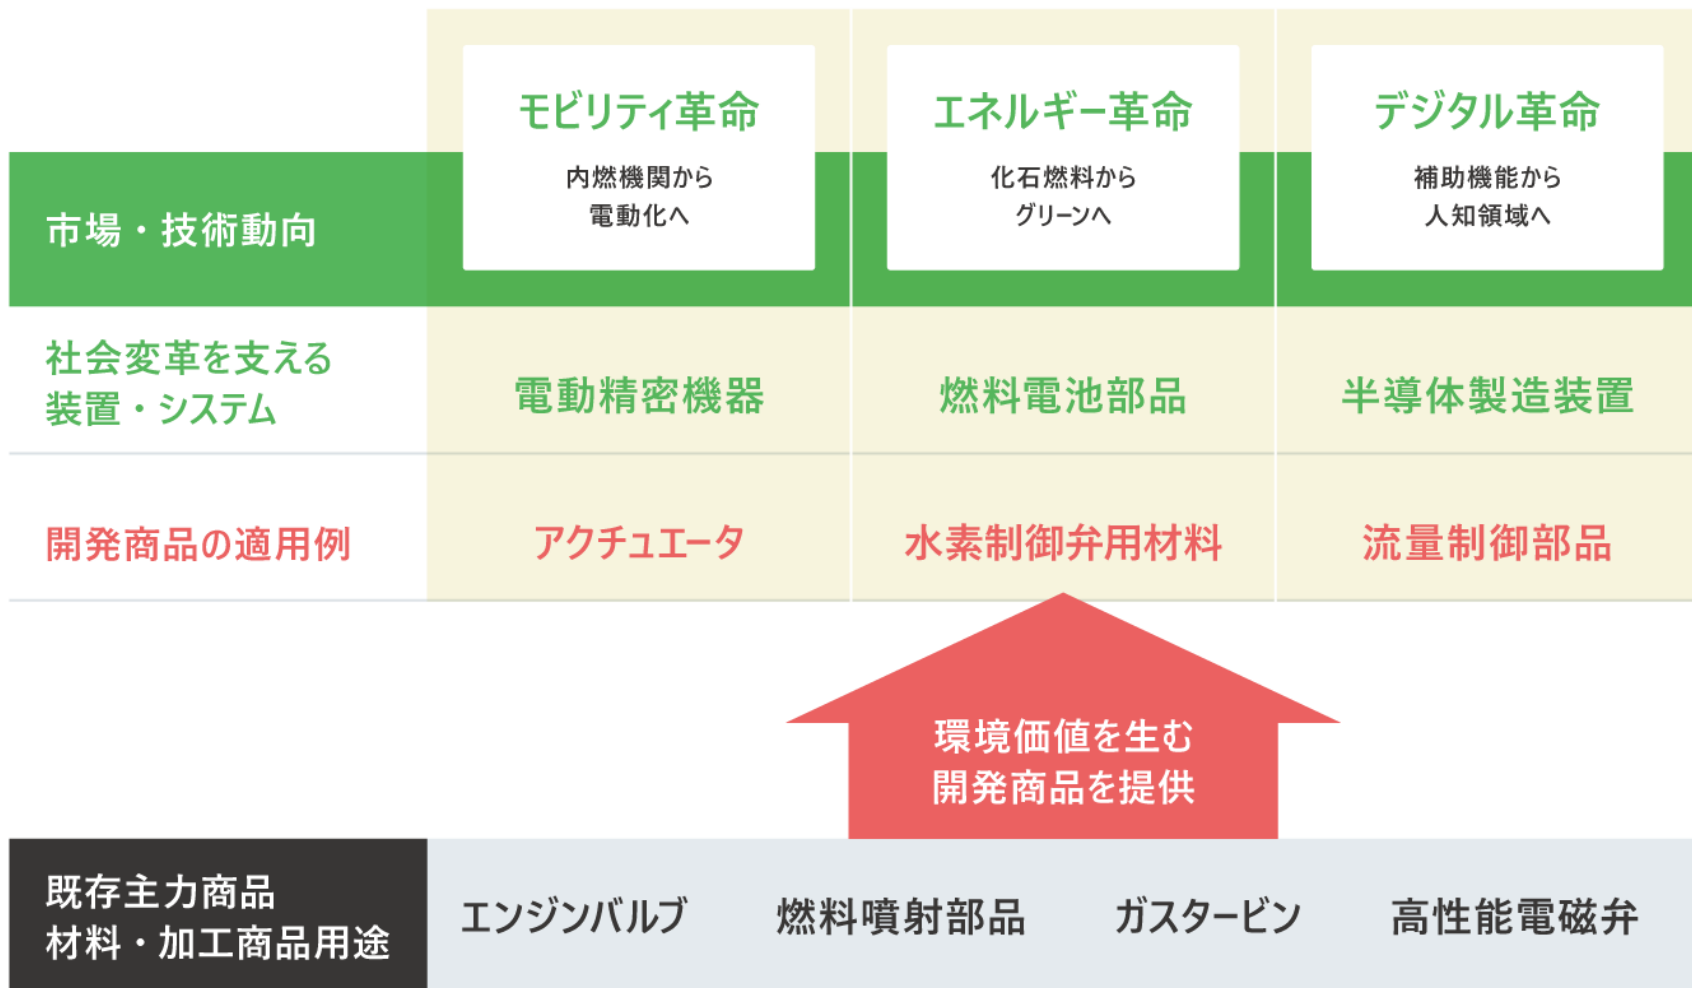 モビリティ革命
内燃機関から
電動化へ
エネルギー革命
化石燃料から
グリーンへ
デジタル革命
補助機能から
人知領域へ
市場・技術動向
社会変革を支える
装置・システム
電動精密機器
燃料電池部品
半導体製造装置
開発商品の適用例
アクチュエータ
水素制御弁用材料
流量制御部品
環境価値を生む
開発商品を提供
既存主力商品
材料・加工商品用途
エンジンバルブ
燃料噴射部品
ガスタービン
高性能電磁弁